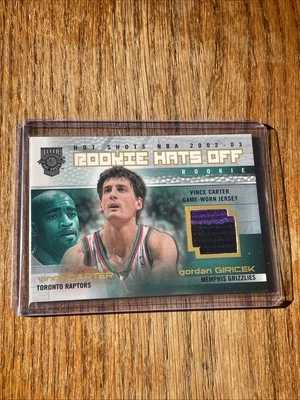 HOT SHOTS NBA 2002-03
ROOKIE HATS OFF
ROOKIE
VINCE CARTER
GAME-WORN JERSEY
vince CARTER
TORONTO RAPTORS
gordan GIRICEK
MEMPHIS GRIZZLIES